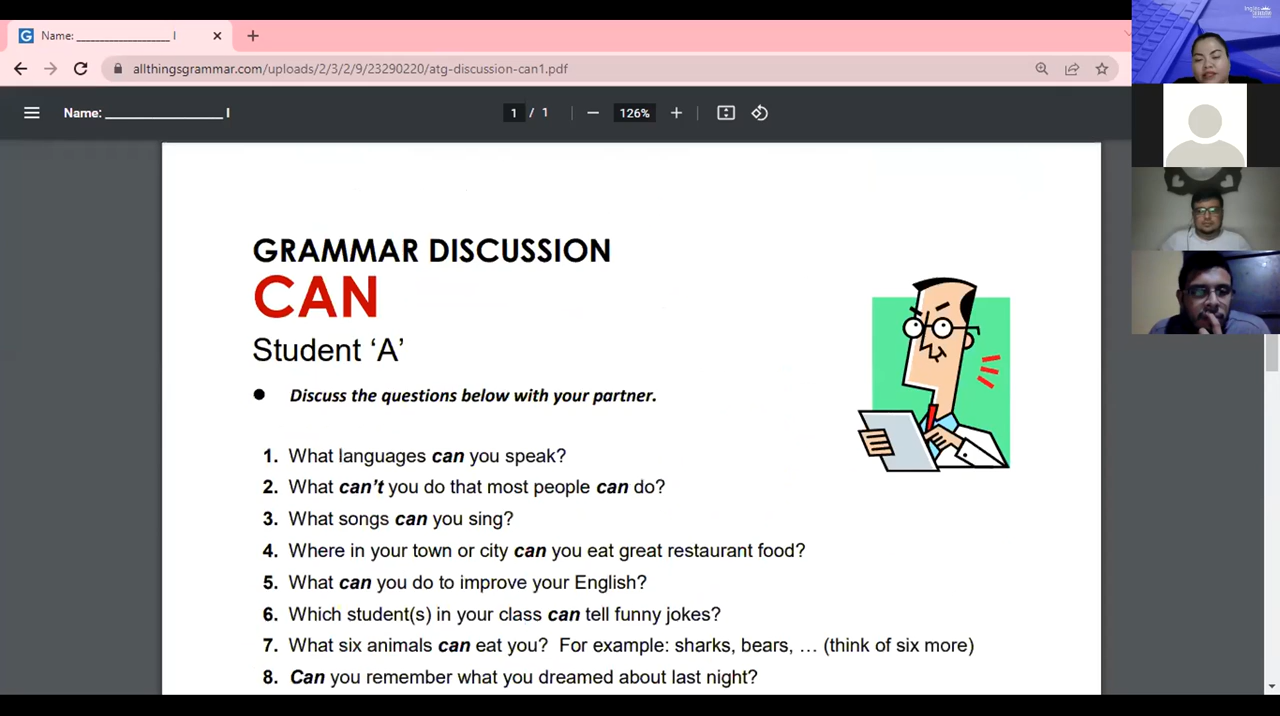 Name: ___________________ I
allthingsgrammar.com/uploads/2/3/2/9/23290220/atg-discussion-can1.pdf
Name: ______________ I
1 / 1
126%
GRAMMAR DISCUSSION
CAN
Student ‘A’
● Discuss the questions below with your partner.
1. What languages can you speak?
2. What can’t you do that most people can do?
3. What songs can you sing?
4. Where in your town or city can you eat great restaurant food?
5. What can you do to improve your English?
6. Which student(s) in your class can tell funny jokes?
7. What six animals can eat you? For example: sharks, bears, … (think of six more)
8. Can you remember what you dreamed about last night?